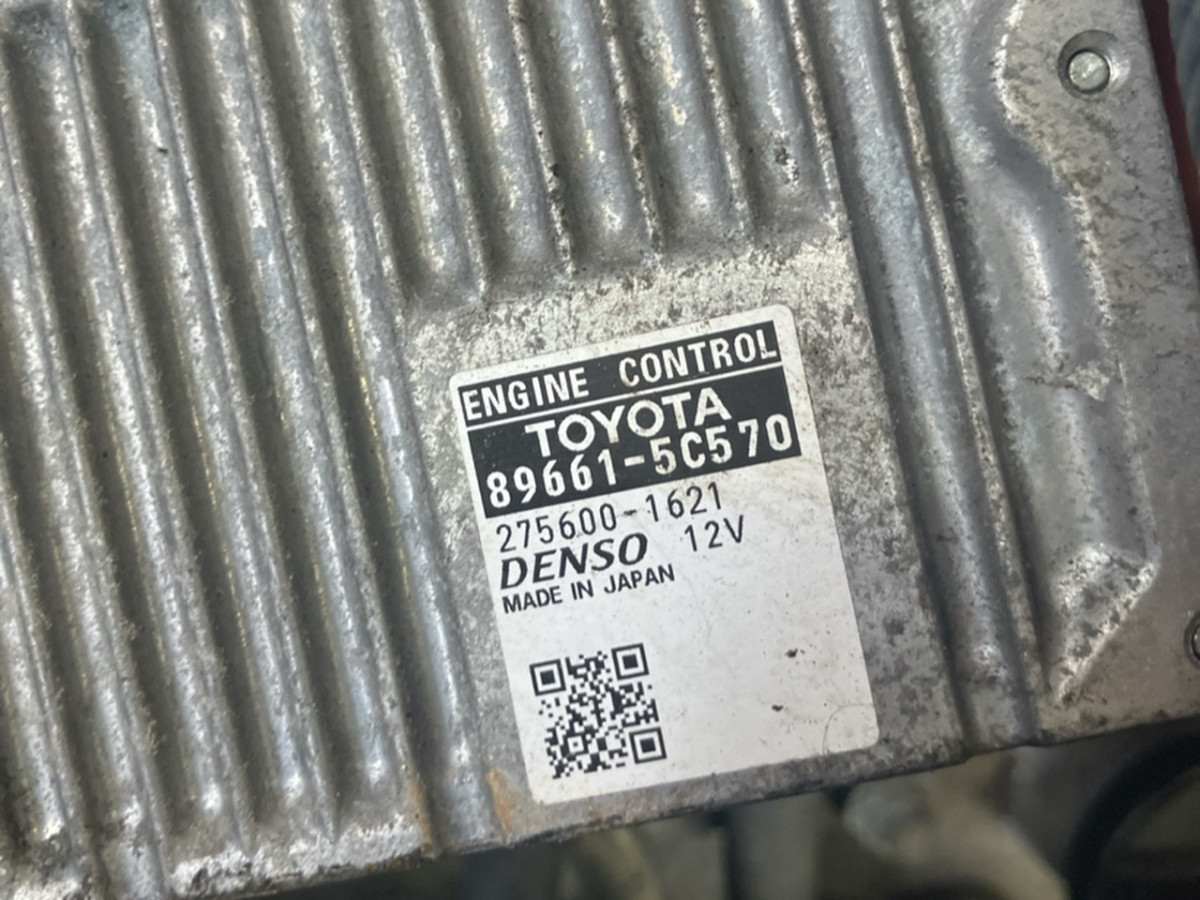 ENGINE CONTROL
TOYOTA
89661-5C570
275600-1621
DENSO 12V
MADE IN JAPAN